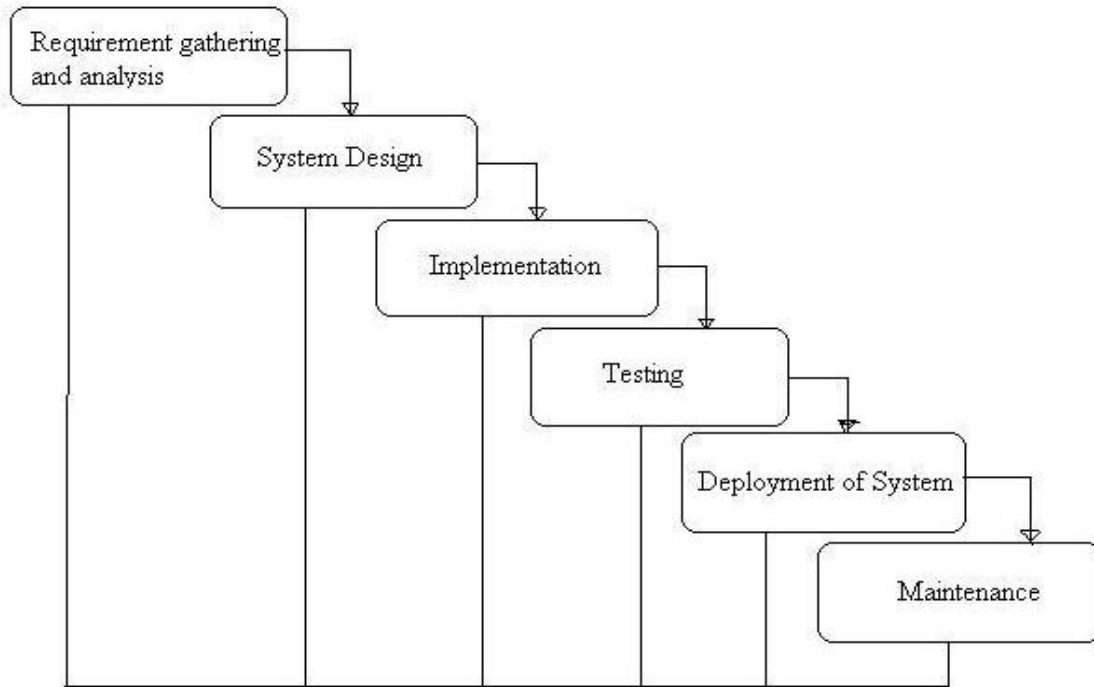 Requirement gathering
and analysis
System Design
Implementation
Testing
Deployment of System
Maintenance